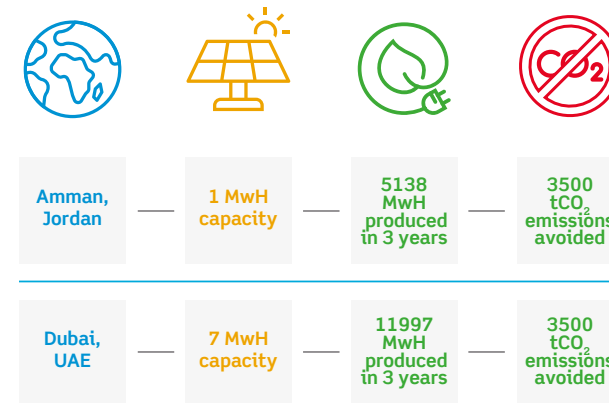 CO2
Amman,
Jordan
1 MwH
capacity
5138
MwH
produced
in 3 years
3500
tCO₂
emissions
avoided
Dubai,
UAE
7 MwH
capacity
11997
MwH
produced
in 3 years
3500
tCO₂
emissions
avoided